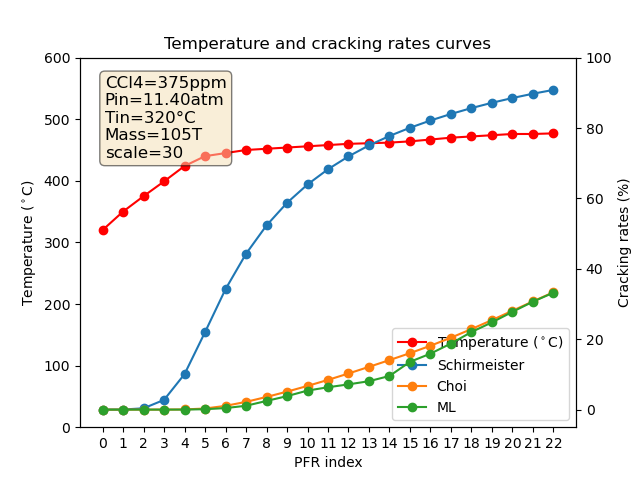 Temperature and cracking rates curves
CCl4=375ppm
Pin=11.40atm
Tin=320°C
Mass=105T
scale=30
Temperature (°C)
600
500
400
300
200
100
0
Cracking rates (%)
100
80
60
40
20
0
Temperature (°C)
Schirmeister
Choi
ML
0 1 2 3 4 5 6 7 8 9 10 11 12 13 14 15 16 17 18 19 20 21 22
PFR index